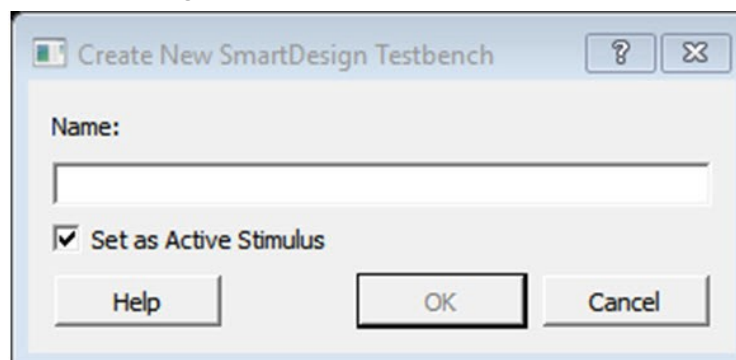 Create New SmartDesign Testbench
Name:
Set as Active Stimulus
Help
OK
Cancel